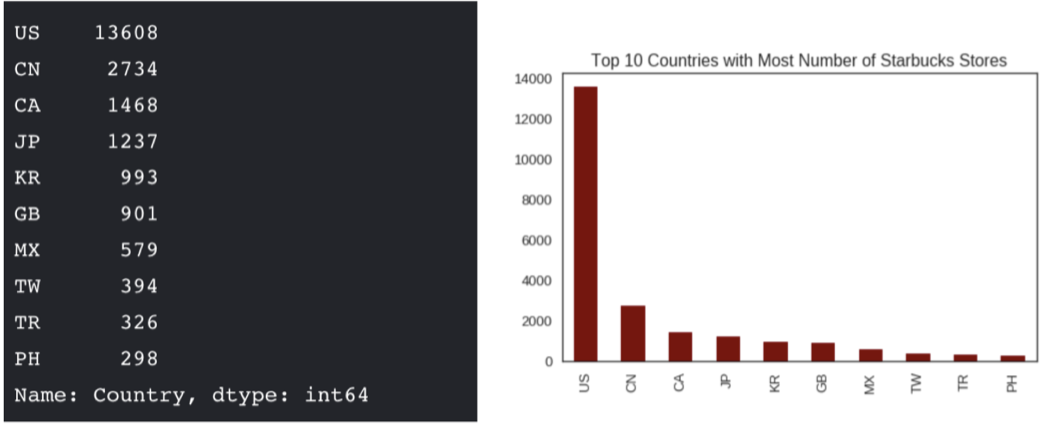 US 13608
CN 2734
CA 1468
JP 1237
KR 993
GB 901
MX 579
TW 394
TR 326
PH 298
Name: Country, dtype: int64
Top 10 Countries with Most Number of Starbucks Stores
14000
12000
10000
8000
6000
4000
2000
0
US CN CA JP KR GB MX TW TR PH